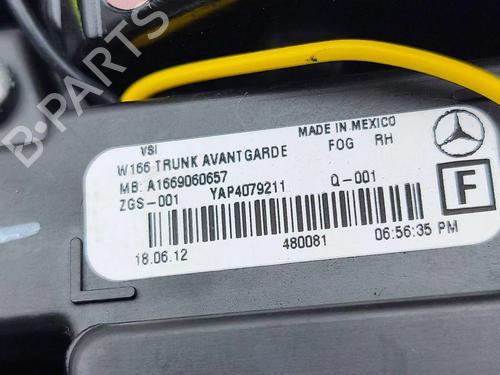 B-PARTS
VSI MADE IN MEXICO
W166 TRUNK AVANTGARDE FOG RH
MB: A1669060657
ZGS-001 YAP4079211 Q-001
F
18.06.12 480081 06:56:35 PM